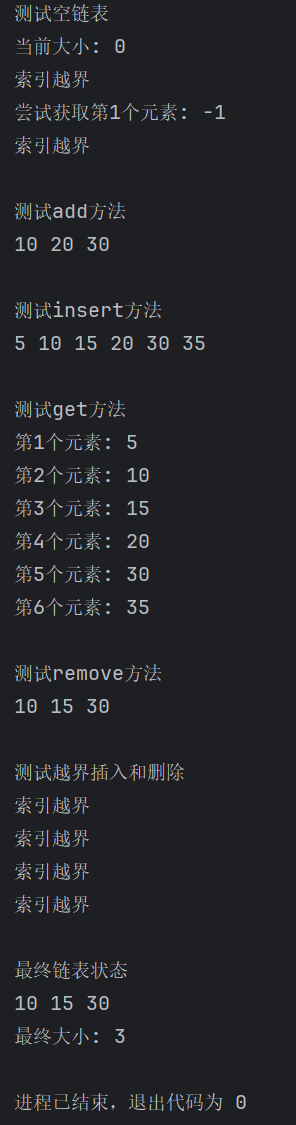 测试空链表
当前大小: 0
索引越界
尝试获取第1个元素: -1
索引越界
测试add方法
10 20 30
测试insert方法
5 10 15 20 30 35
测试get方法
第1个元素: 5
第2个元素: 10
第3个元素: 15
第4个元素: 20
第5个元素: 30
第6个元素: 35
测试remove方法
10 15 30
测试越界插入和删除
索引越界
索引越界
索引越界
索引越界
最终链表状态
10 15 30
最终大小: 3
进程已结束，退出代码为 0